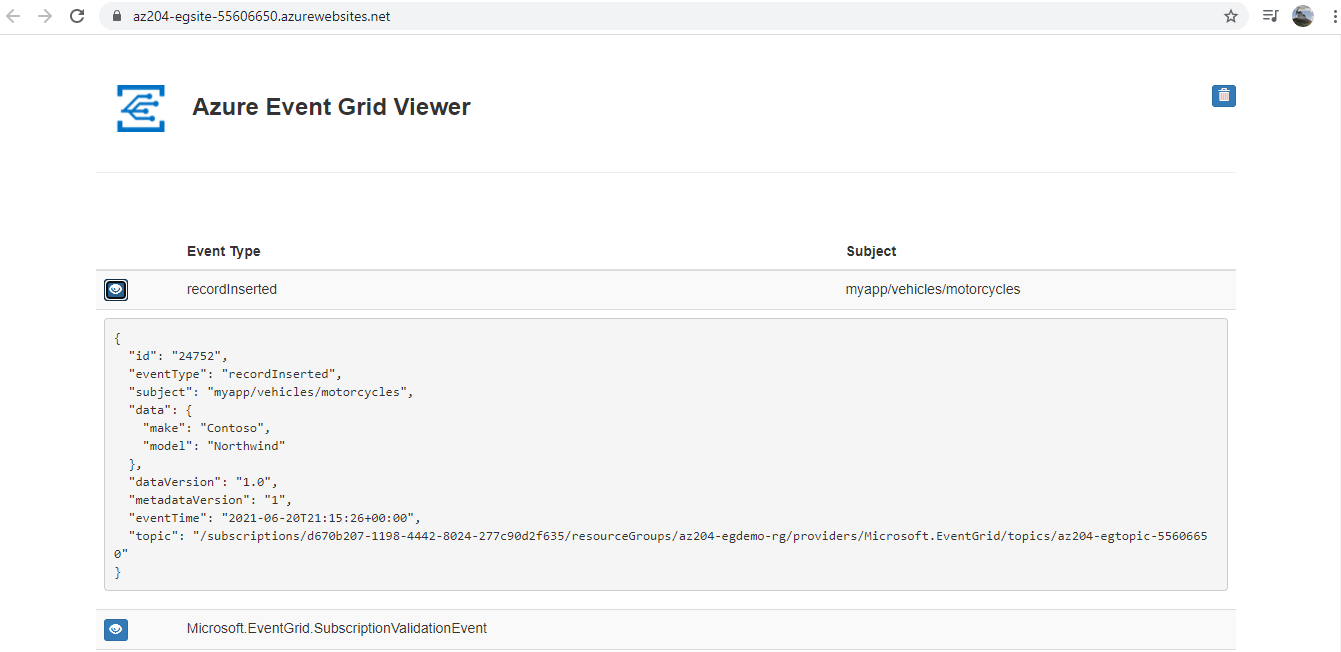 az204-egsite-55606650.azurewebsites.net
Azure Event Grid Viewer
Event Type Subject
recordInserted myapp/vehicles/motorcycles
{
"id": "24752",
"eventType": "recordInserted",
"subject": "myapp/vehicles/motorcycles",
"data": {
"make": "Contoso",
"model": "Northwind"
},
"dataVersion": "1.0",
"metadataVersion": "1",
"eventTime": "2021-06-20T21:15:26+00:00",
"topic": "/subscriptions/d670b207-1198-4442-8024-277c90d2f635/resourceGroups/az204-egdemo-rg/providers/Microsoft.EventGrid/topics/az204-egtopic-5560665
0"
}
Microsoft.EventGrid.SubscriptionValidationEvent